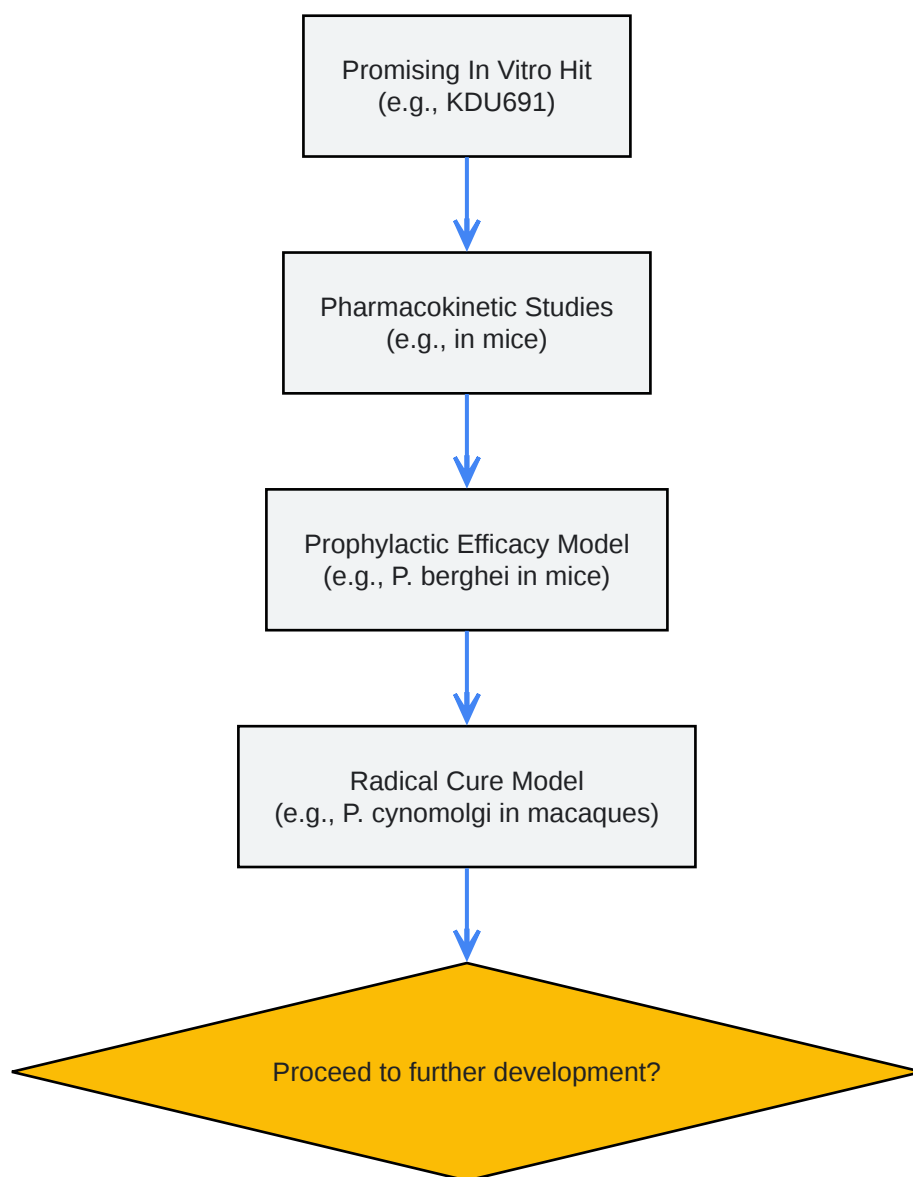 Promising In Vitro Hit
(e.g., KDU691)
Pharmacokinetic Studies
(e.g., in mice)
Prophylactic Efficacy Model
(e.g., P. berghei in mice)
Radical Cure Model
(e.g., P. cynomolgi in macaques)
Proceed to further development?